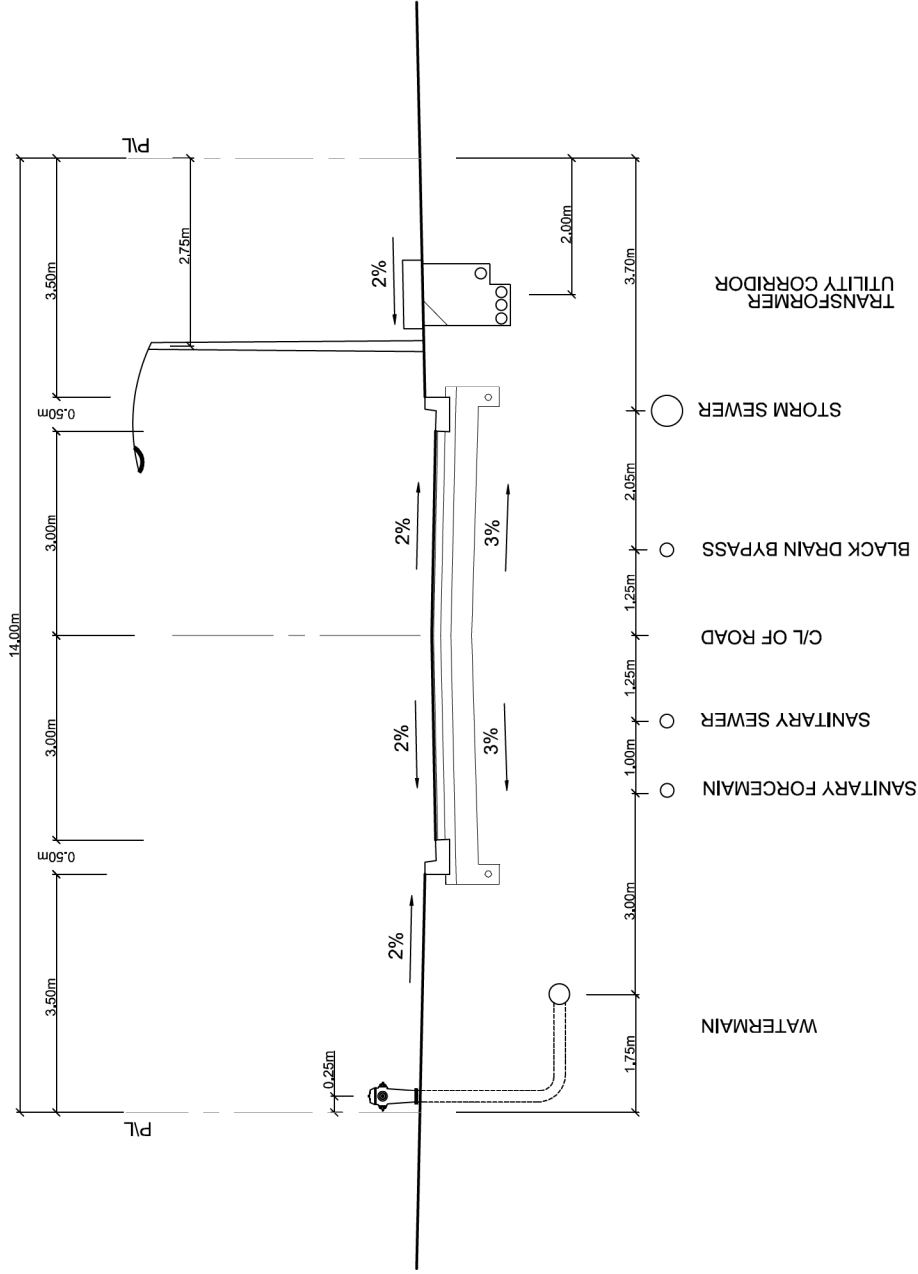 14.00m
3.50m
0.50m
3.00m
3.00m
0.50m
3.50m
P\L
P\L
0.25m
2.75m
2%
2%
2%
2%
3%
3%
2.00m
1.75m
3.00m
1.00m
1.25m
1.25m
2.05m
3.70m
WATERMAIN
SANITARY FORCEMAIN
SANITARY SEWER
C/L OF ROAD
BLACK DRAIN BYPASS
STORM SEWER
TRANSFORMER
UTILITY CORRIDOR